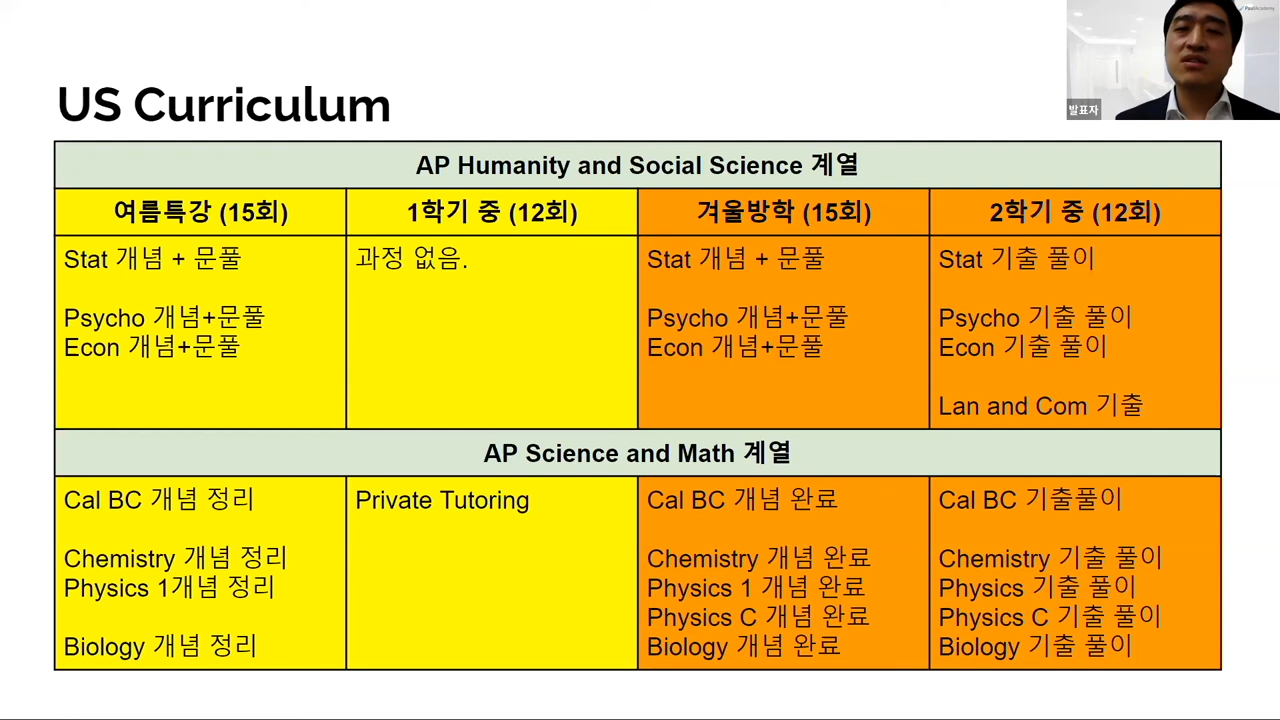 PaulAcademy
발표자
US Curriculum
AP Humanity and Social Science 계열
여름특강 (15회)
1학기 중 (12회)
겨울방학 (15회)
2학기 중 (12회)
Stat 개념 + 문풀
Psycho 개념+문풀
Econ 개념+문풀
과정 없음.
Stat 개념 + 문풀
Psycho 개념+문풀
Econ 개념+문풀
Stat 기출 풀이
Psycho 기출 풀이
Econ 기출 풀이
Lan and Com 기출
AP Science and Math 계열
Cal BC 개념 정리
Chemistry 개념 정리
Physics 1개념 정리
Biology 개념 정리
Private Tutoring
Cal BC 개념 완료
Chemistry 개념 완료
Physics 1 개념 완료
Physics C 개념 완료
Biology 개념 완료
Cal BC 기출풀이
Chemistry 기출 풀이
Physics 기출 풀이
Physics C 기출 풀이
Biology 기출 풀이